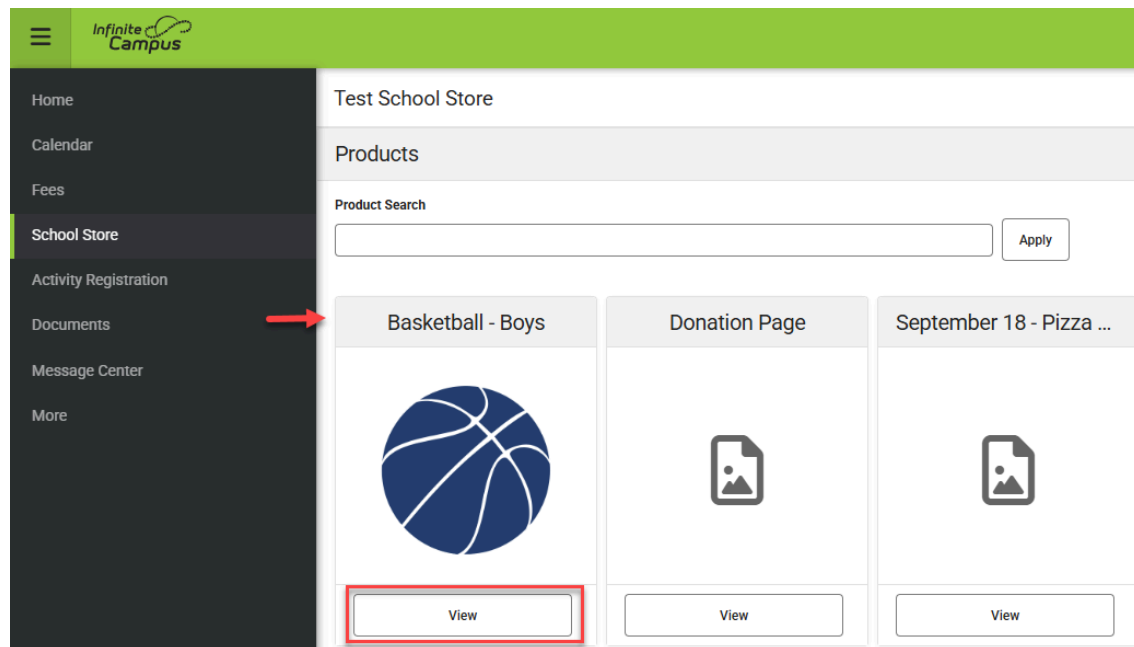 Infinite
Campus
Home
Calendar
Fees
School Store
Activity Registration
Documents
Message Center
More
Test School Store
Products
Product Search
Apply
Basketball - Boys
Donation Page
September 18 - Pizza ...
View
View
View